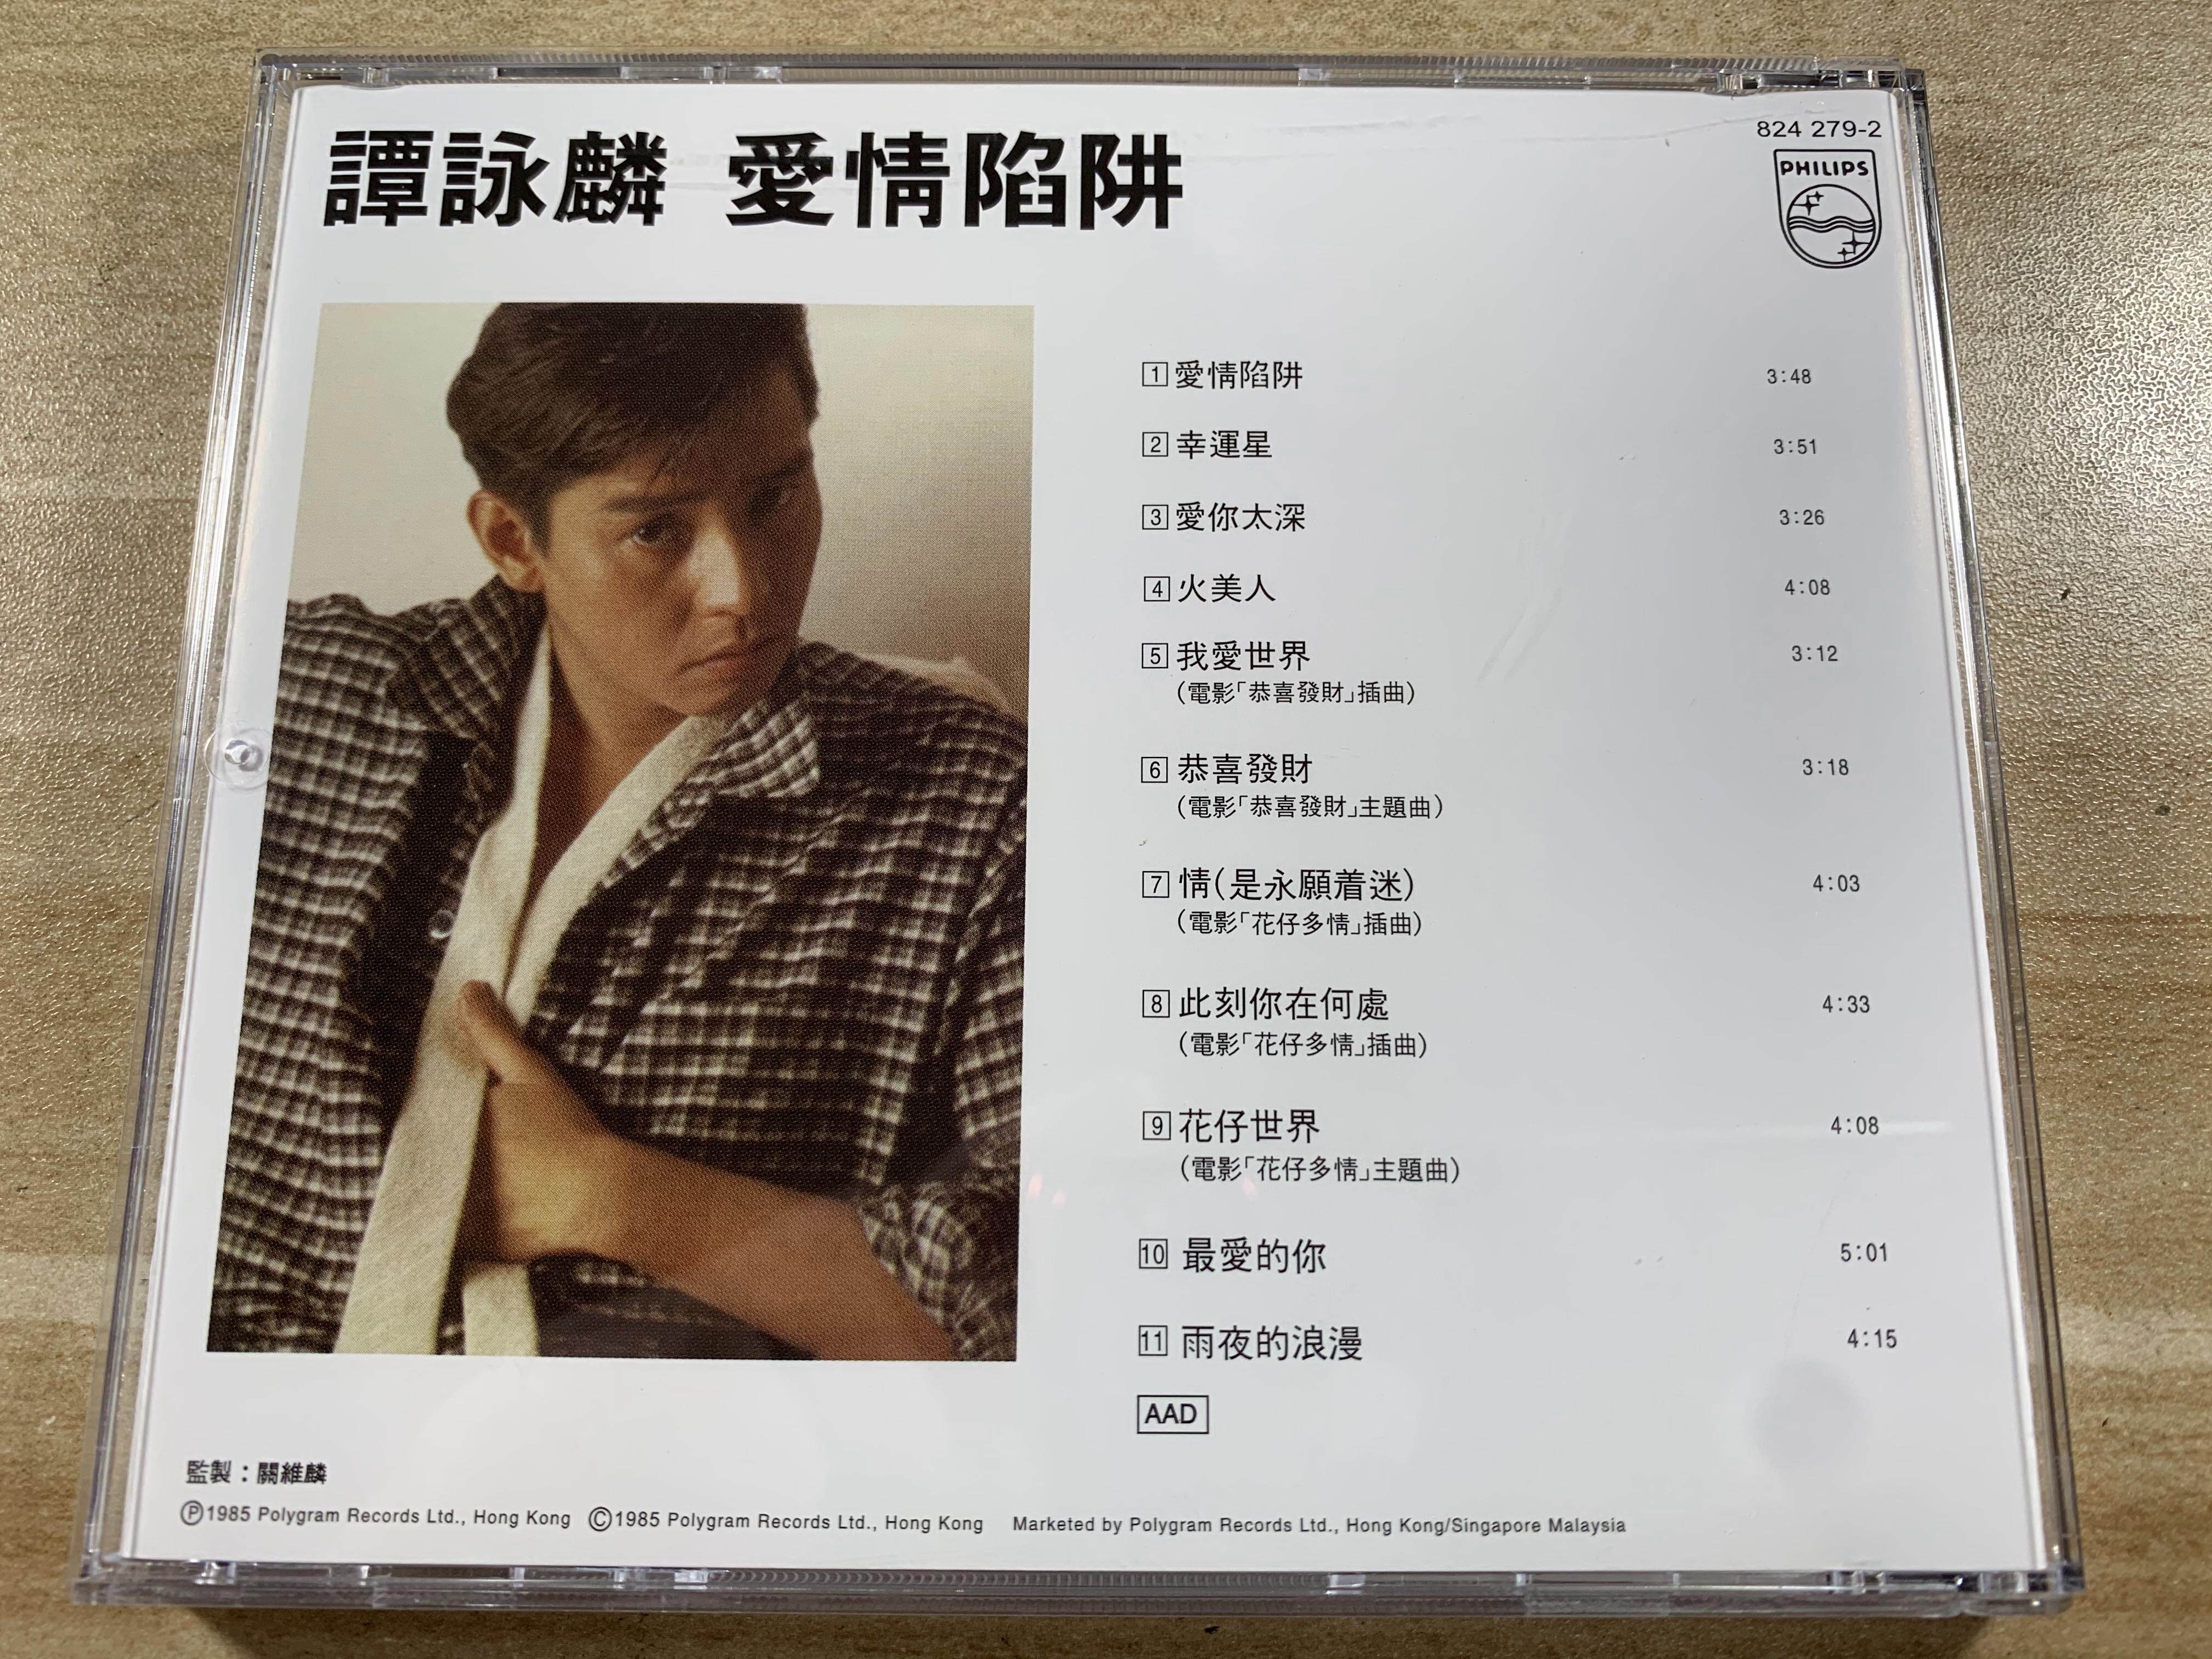 譚詠麟 愛情陷阱
824 279-2
PHILIPS
1 愛情陷阱 3:48
2 幸運星 3:51
3 愛你太深 3:26
4 火美人 4:08
5 我愛世界 3:12
(電影「恭喜發財」插曲)
6 恭喜發財 3:18
(電影「恭喜發財」主題曲)
7 情(是永願着迷) 4:03
(電影「花仔多情」插曲)
8 此刻你在何處 4:33
(電影「花仔多情」插曲)
9 花仔世界 4:08
(電影「花仔多情」主題曲)
10 最愛的你 5:01
11 雨夜的浪漫 4:15
AAD
監製：關維麟
Ⓟ1985 Polygram Records Ltd., Hong Kong ©1985 Polygram Records Ltd., Hong Kong Marketed by Polygram Records Ltd., Hong Kong/Singapore Malaysia